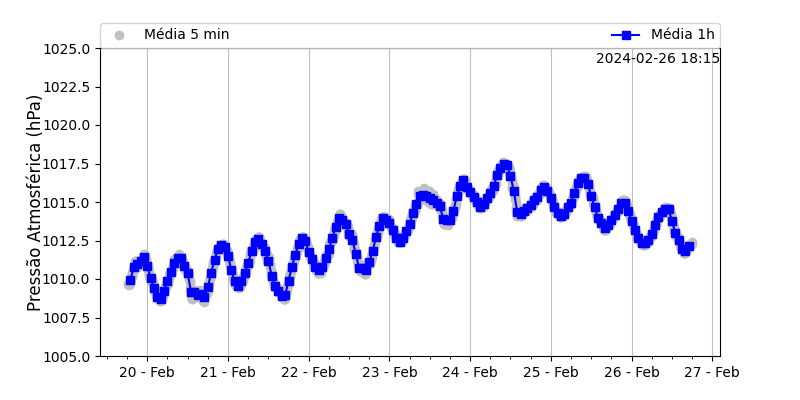 Média 5 min
Média 1h
2024-02-26 18:15
Pressão Atmosférica (hPa)
1025.0
1022.5
1020.0
1017.5
1015.0
1012.5
1010.0
1007.5
1005.0
20 - Feb
21 - Feb
22 - Feb
23 - Feb
24 - Feb
25 - Feb
26 - Feb
27 - Feb